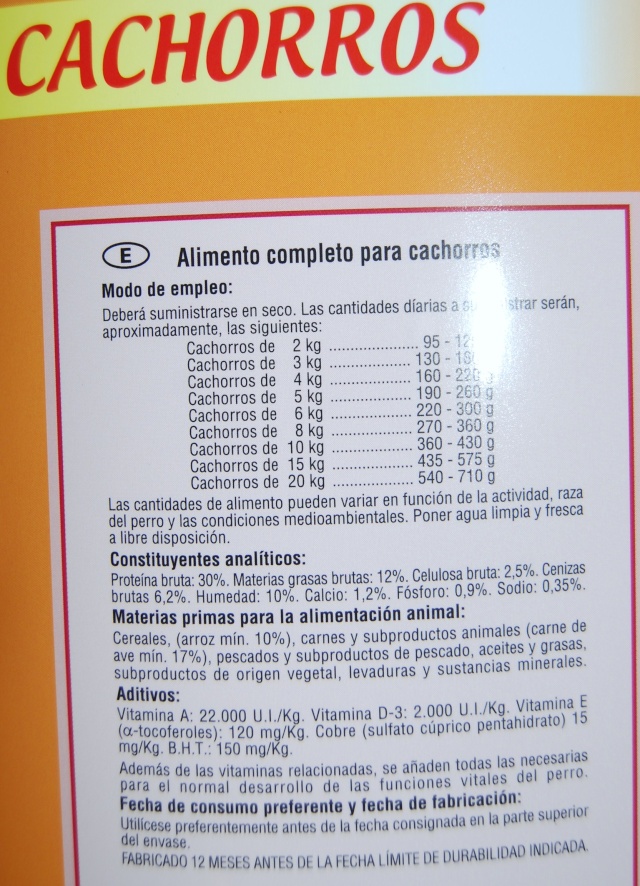 CACHORROS
E Alimento completo para cachorros
Modo de empleo:
Deberá suministrarse en seco. Las cantidades díarias a strar serán,
aproximadamente, las siguientes:
Cachorros de 2 kg .................. 95 -
Cachorros de 3 kg .................. 130 -
Cachorros de 4 kg .................. 160 - 220 g
Cachorros de 5 kg .................. 190 - 260 g
Cachorros de 6 kg .................. 220 - 300 g
Cachorros de 8 kg .................. 270 - 360 g
Cachorros de 10 kg .................. 360 - 430 g
Cachorros de 15 kg .................. 435 - 575 g
Cachorros de 20 kg .................. 540 - 710 g
Las cantidades de alimento pueden variar en función de la actividad, raza
del perro y las condiciones medioambientales. Poner agua limpia y fresca
a libre disposición.
Constituyentes analíticos:
Proteína bruta: 30%. Materias grasas brutas: 12%. Celulosa bruta: 2,5%. Cenizas
brutas 6,2%. Humedad: 10%. Calcio: 1,2%. Fósforo: 0,9%. Sodio: 0,35%.
Materias primas para la alimentación animal:
Cereales, (arroz mín. 10%), carnes y subproductos animales (carne de
ave mín. 17%), pescados y subproductos de pescado, aceites y grasas,
subproductos de origen vegetal, levaduras y sustancias minerales.
Aditivos:
Vitamina A: 22.000 U.I./Kg. Vitamina D-3: 2.000 U.I./Kg. Vitamina E
(α-tocoferoles): 120 mg/Kg. Cobre (sulfato cúprico pentahidrato) 15
mg/Kg. B.H.T.: 150 mg/Kg.
Además de las vitaminas relacionadas, se añaden todas las necesarias
para el normal desarrollo de las funciones vitales del perro.
Fecha de consumo preferente y fecha de fabricación:
Utilícese preferentemente antes de la fecha consignada en la parte superior
del envase.
FABRICADO 12 MESES ANTES DE LA FECHA LÍMITE DE DURABILIDAD INDICADA.